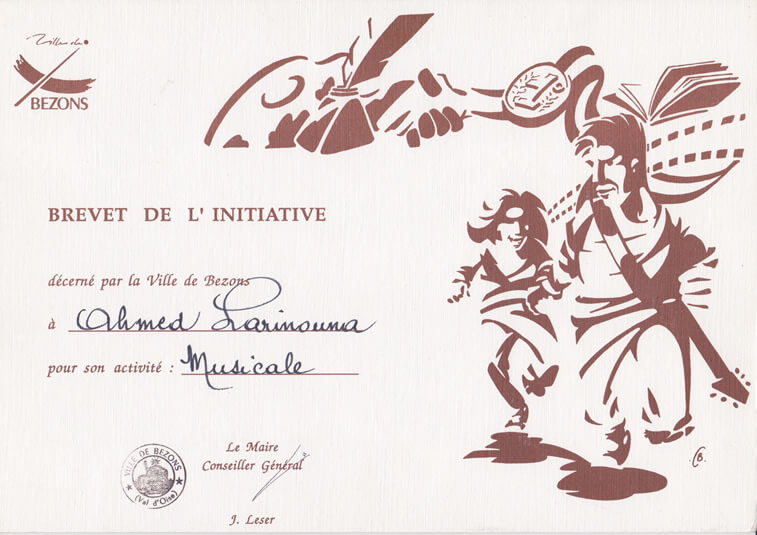 Ville de
BEZONS
BREVET DE L' INITIATIVE
décerné par la Ville de Bezons
à Ahmed Larinouna
pour son activité : Musicale
VILLE DE BEZONS
(Val d'Oise)
Le Maire
Conseiller Général
J. Leser
CB.